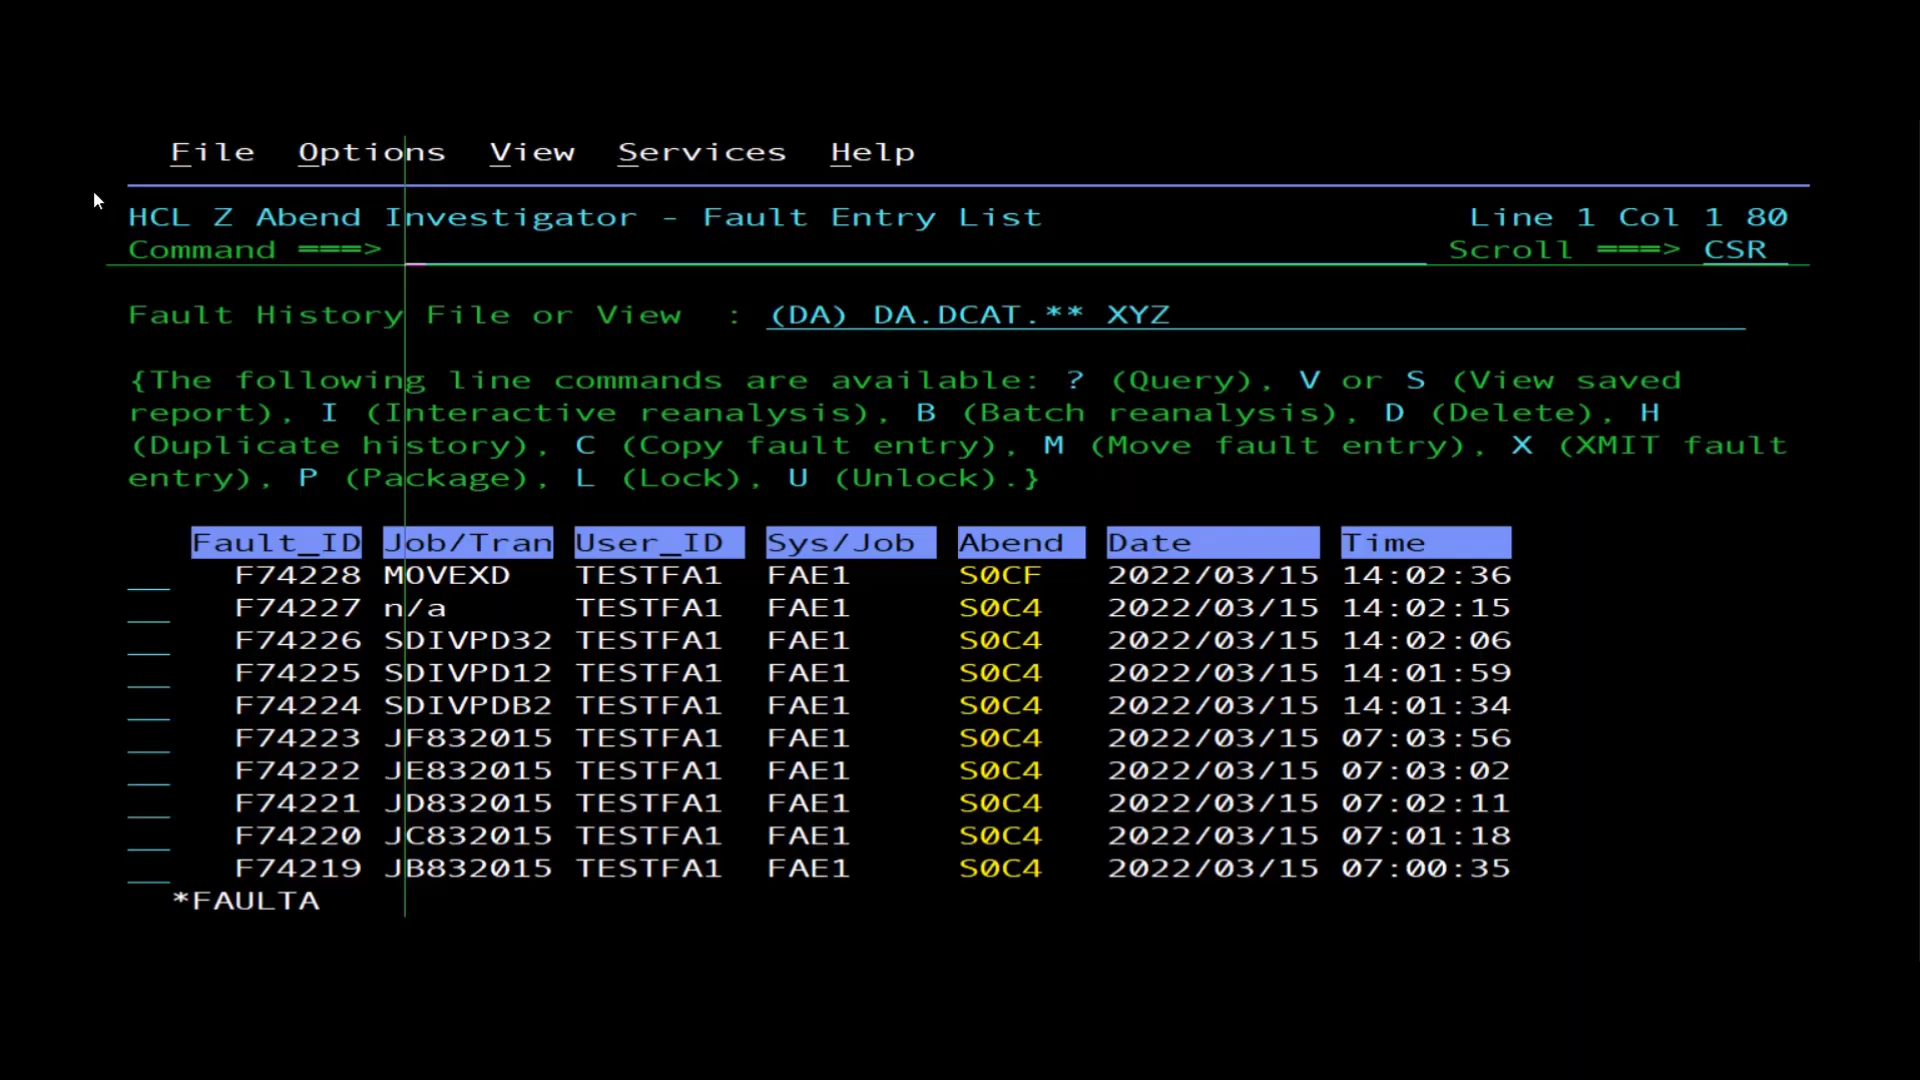 File Options View Services Help
HCL Z Abend Investigator - Fault Entry List Line 1 Col 1 80
Command ===> Scroll ===> CSR
Fault History File or View : (DA) DA.DCAT.** XYZ
{The following line commands are available: ? (Query), V or S (View saved
report), I (Interactive reanalysis), B (Batch reanalysis), D (Delete), H
(Duplicate history), C (Copy fault entry), M (Move fault entry), X (XMIT fault
entry), P (Package), L (Lock), U (Unlock).}
Fault_ID Job/Tran User_ID Sys/Job Abend Date Time
F74228 MOVEXD TESTFA1 FAE1 S0CF 2022/03/15 14:02:36
F74227 n/a TESTFA1 FAE1 S0C4 2022/03/15 14:02:15
F74226 SDIVPD32 TESTFA1 FAE1 S0C4 2022/03/15 14:02:06
F74225 SDIVPD12 TESTFA1 FAE1 S0C4 2022/03/15 14:01:59
F74224 SDIVPDB2 TESTFA1 FAE1 S0C4 2022/03/15 14:01:34
F74223 JF832015 TESTFA1 FAE1 S0C4 2022/03/15 07:03:56
F74222 JE832015 TESTFA1 FAE1 S0C4 2022/03/15 07:03:02
F74221 JD832015 TESTFA1 FAE1 S0C4 2022/03/15 07:02:11
F74220 JC832015 TESTFA1 FAE1 S0C4 2022/03/15 07:01:18
F74219 JB832015 TESTFA1 FAE1 S0C4 2022/03/15 07:00:35
*FAULTA